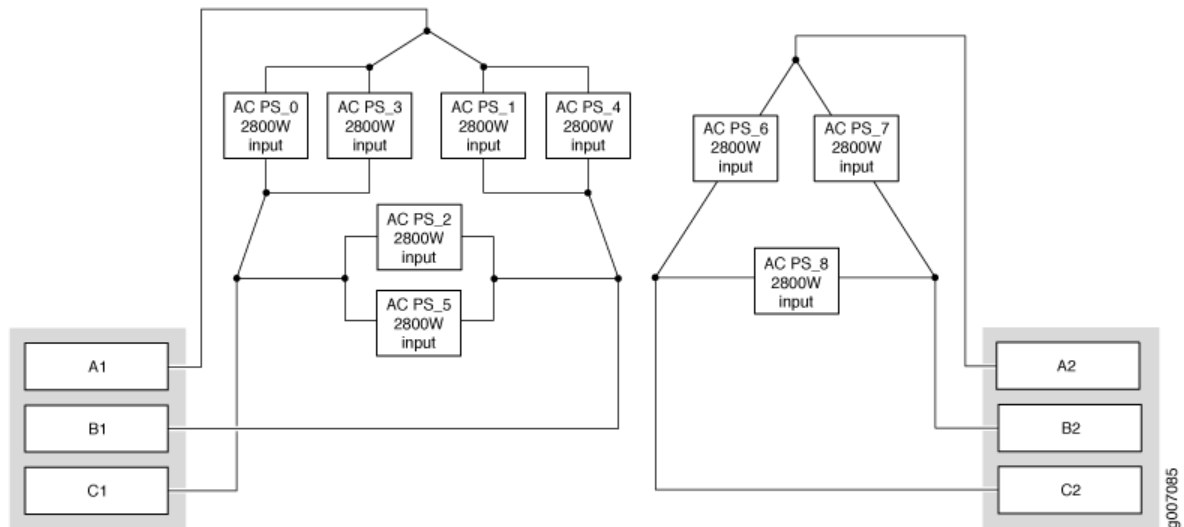 AC PS_0
2800W
input
AC PS_3
2800W
input
AC PS_1
2800W
input
AC PS_4
2800W
input
AC PS_2
2800W
input
AC PS_5
2800W
input
A1
B1
C1
AC PS_6
2800W
input
AC PS_7
2800W
input
AC PS_8
2800W
input
A2
B2
C2
g007085